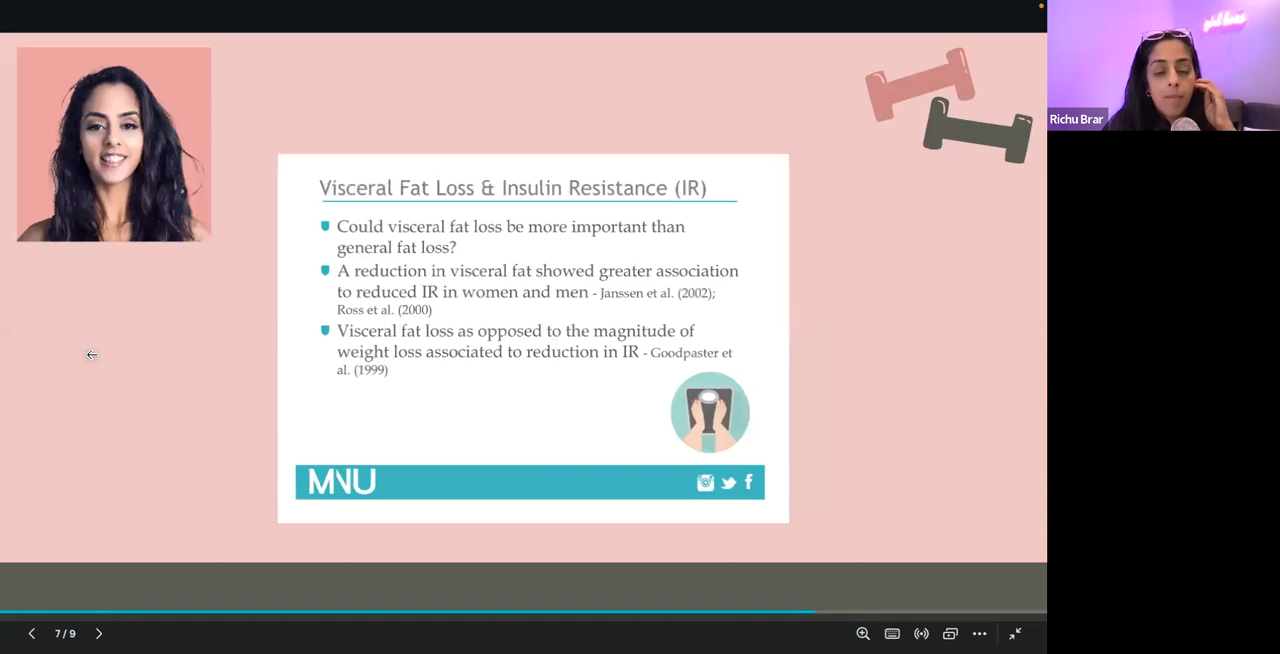 girl boss
Richu Brar
Visceral Fat Loss & Insulin Resistance (IR)
Could visceral fat loss be more important than
general fat loss?
A reduction in visceral fat showed greater association
to reduced IR in women and men - Janssen et al. (2002);
Ross et al. (2000)
Visceral fat loss as opposed to the magnitude of
weight loss associated to reduction in IR - Goodpaster et
al. (1999)
MNU
7 / 9